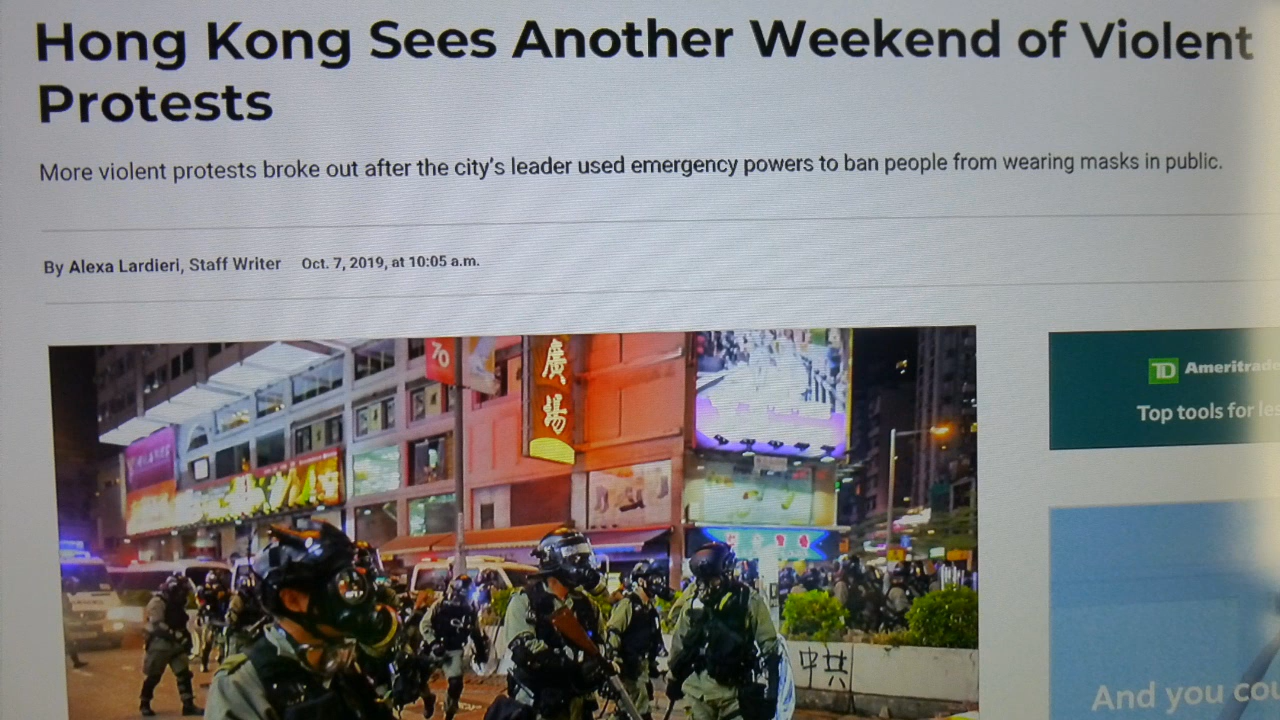 Hong Kong Sees Another Weekend of Violent
Protests
More violent protests broke out after the city's leader used emergency powers to ban people from wearing masks in public.
By Alexa Lardieri, Staff Writer Oct. 7, 2019, at 10:05 a.m.
70
廣場
TD Ameritrade
Top tools for
中共
And you